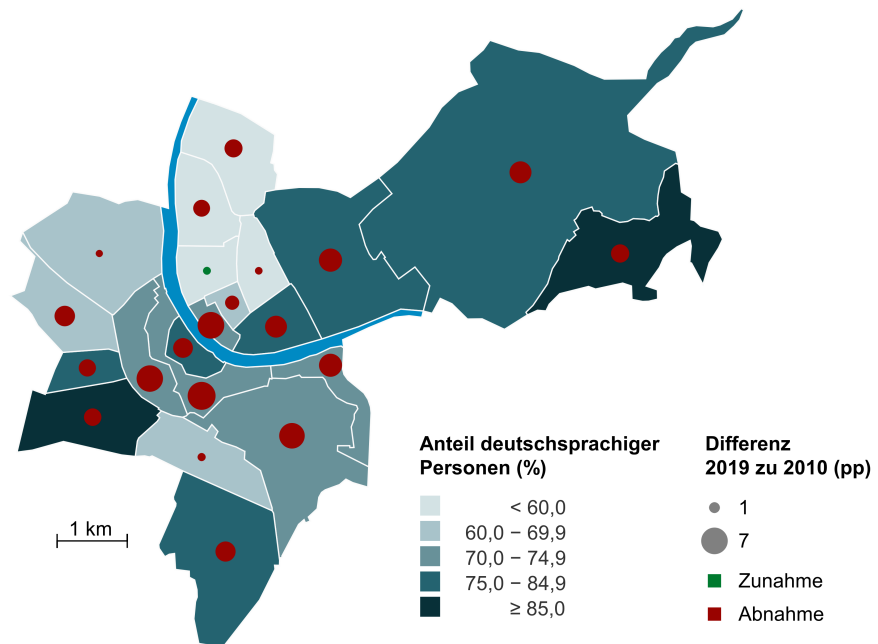 1 km
Anteil deutschsprachiger
Personen (%)
< 60,0
60,0 – 69,9
70,0 – 74,9
75,0 – 84,9
≥ 85,0
Differenz
2019 zu 2010 (pp)
1
7
Zunahme
Abnahme